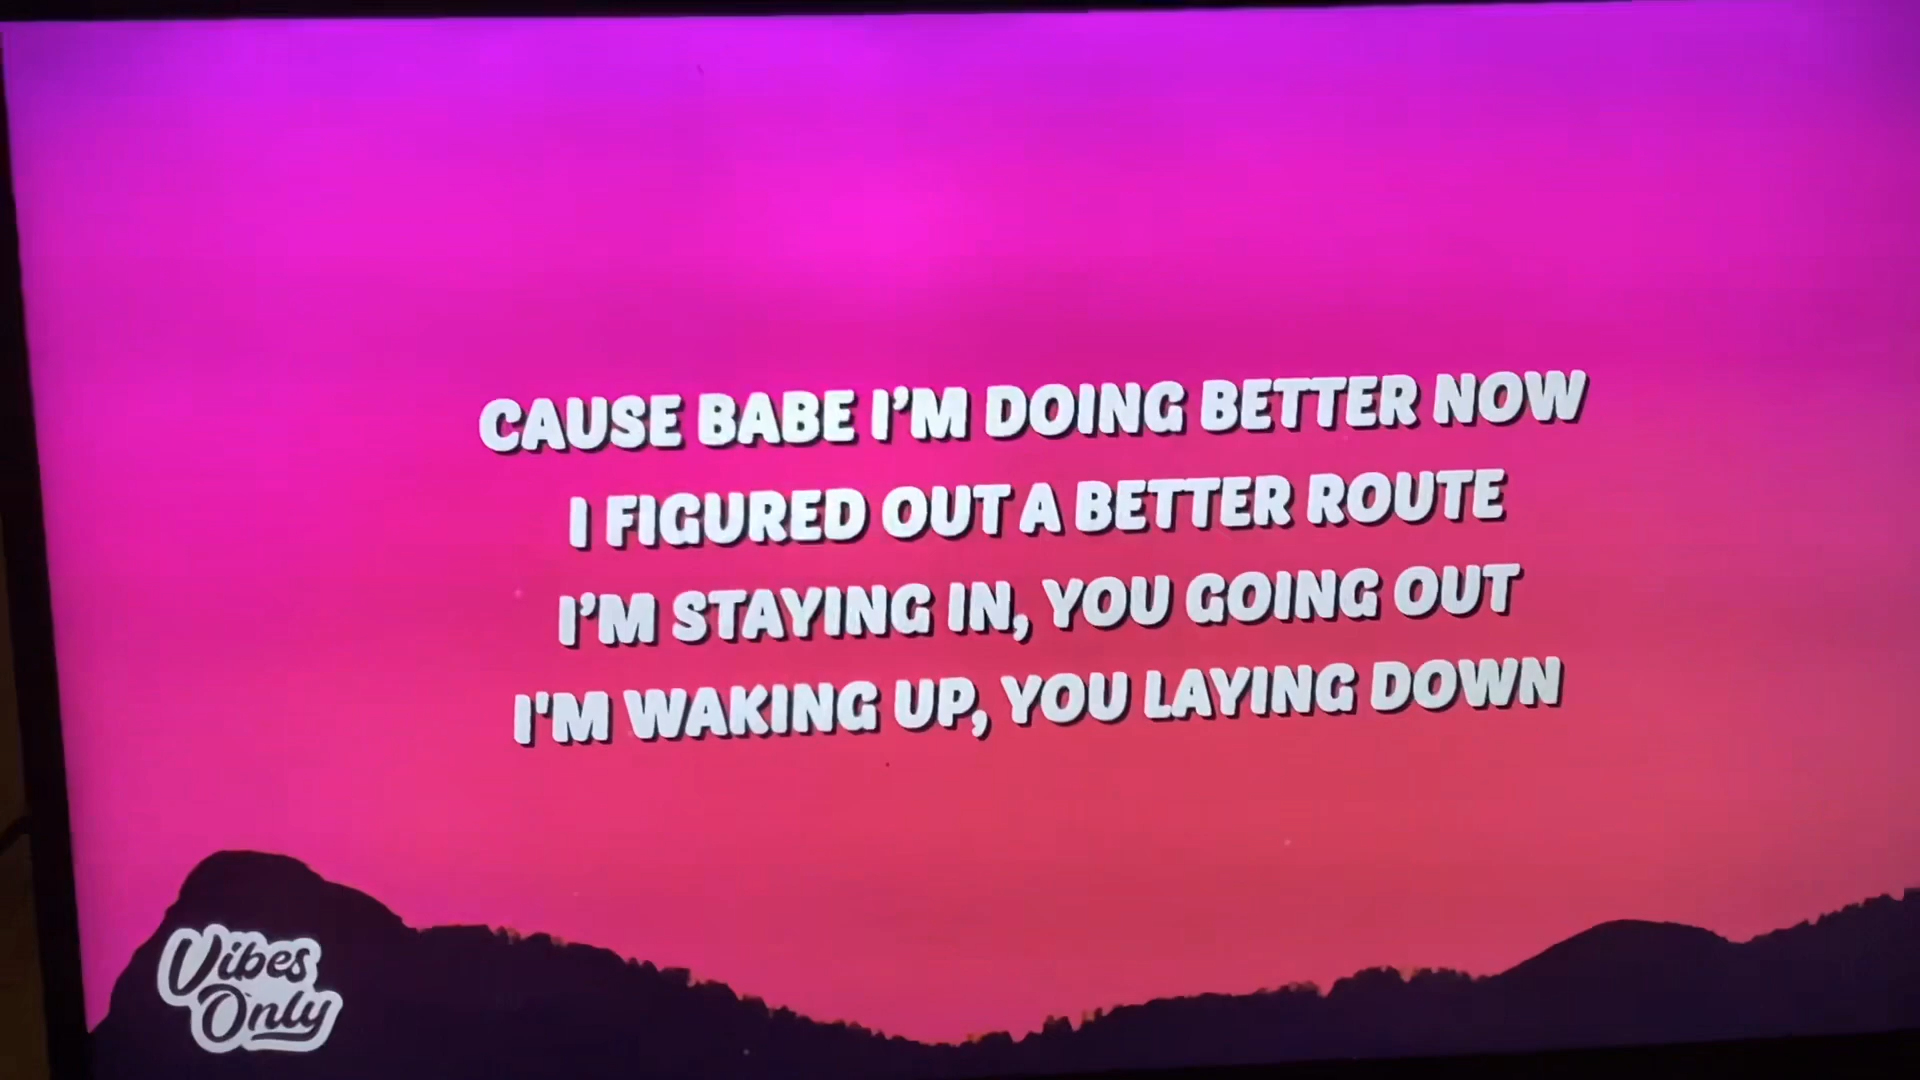 CAUSE BABE I’M DOING BETTER NOW
I FIGURED OUT A BETTER ROUTE
I’M STAYING IN, YOU GOING OUT
I'M WAKING UP, YOU LAYING DOWN
Vibes
Only